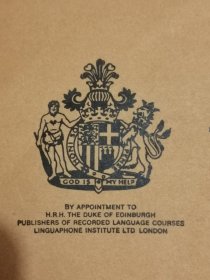 GOD IS MY HELP
BY APPOINTMENT TO
H.R.H. THE DUKE OF EDINBURGH
PUBLISHERS OF RECORDED LANGUAGE COURSES
LINGUAPHONE INSTITUTE LTD LONDON